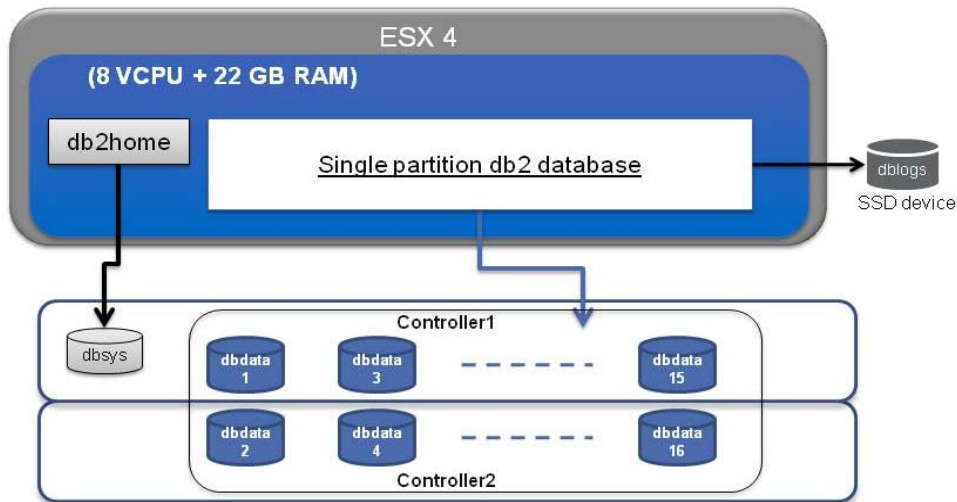 ESX 4
(8 VCPU + 22 GB RAM)
db2home
Single partition db2 database
dblogs
SSD device
Controller1
dbsys
dbdata
1
dbdata
3
dbdata
15
dbdata
2
dbdata
4
dbdata
16
Controller2